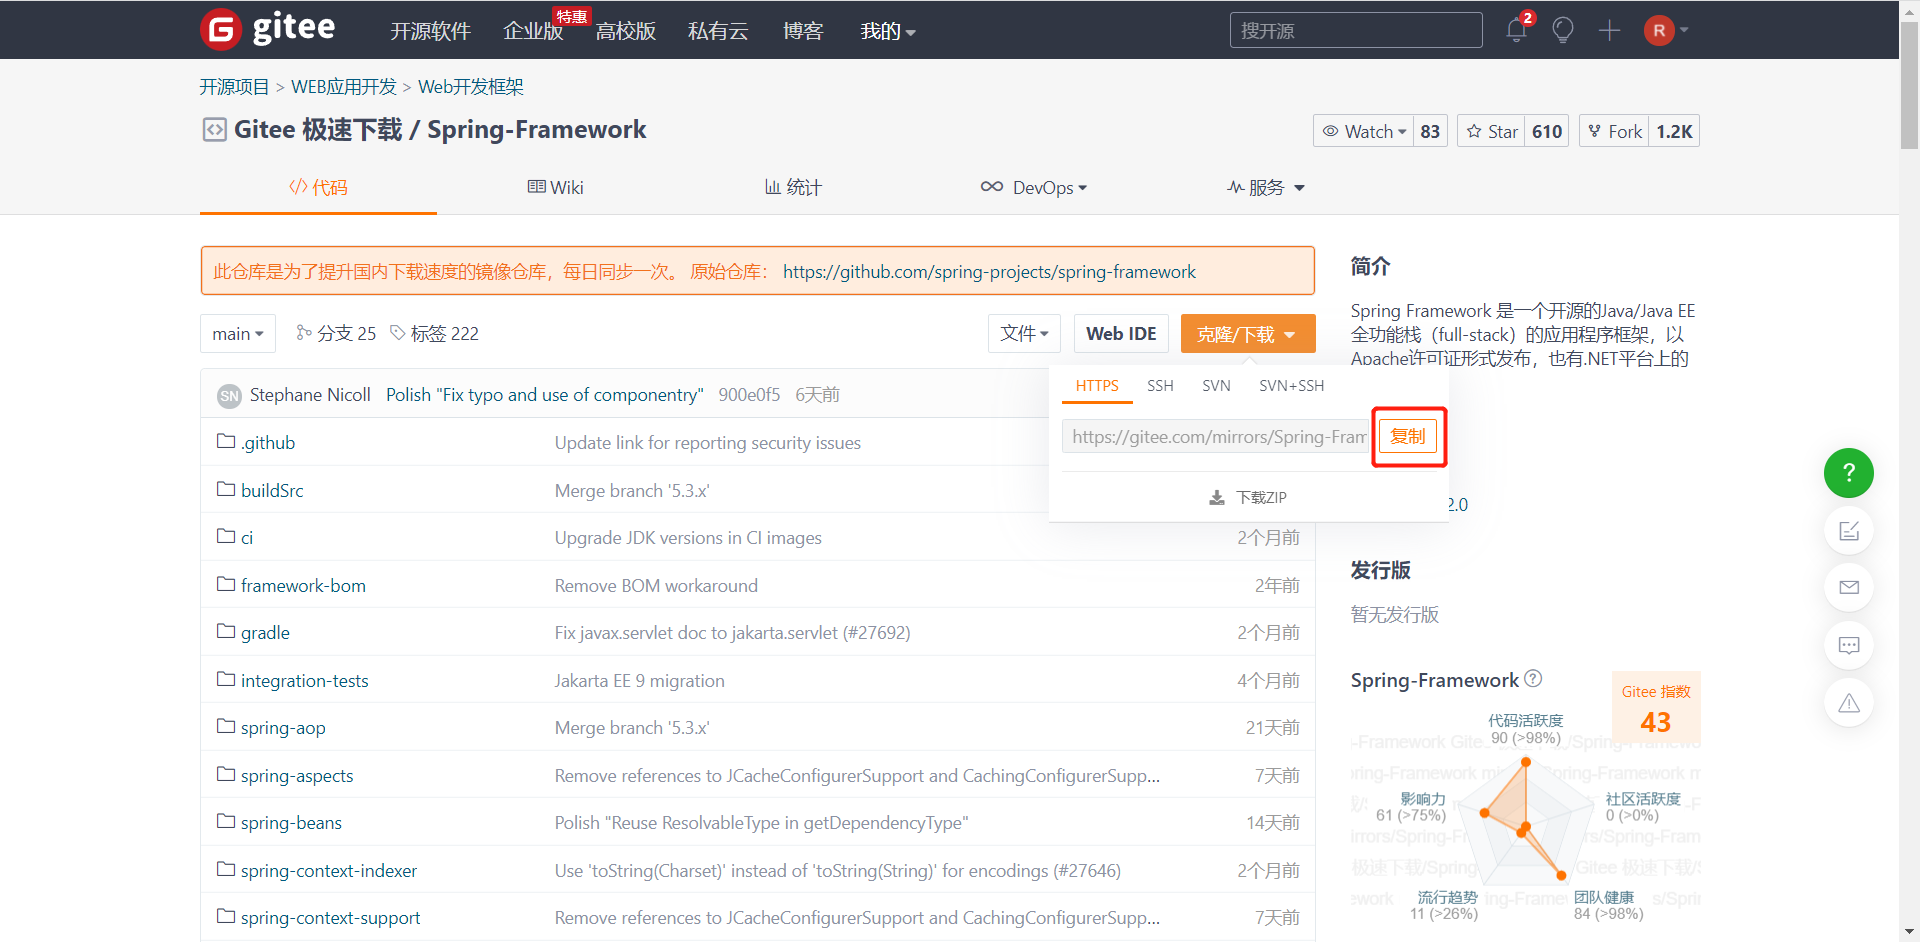 gitee
开源软件
企业版
特惠
高校版
私有云
博客
我的
搜开源
2
R
开源项目 > WEB应用开发 > Web开发框架
Gitee 极速下载 / Spring-Framework
Watch 83
Star 610
Fork 1.2K
代码
Wiki
统计
DevOps
服务
此仓库是为了提升国内下载速度的镜像仓库，每日同步一次。 原始仓库： https://github.com/spring-projects/spring-framework
main
分支 25
标签 222
文件
Web IDE
克隆/下载
SN Stephane Nicoll Polish "Fix typo and use of componentry" 900e0f5 6天前
HTTPS SSH SVN SVN+SSH
https://gitee.com/mirrors/Spring-Fram
复制
下载ZIP
.github Update link for reporting security issues
buildSrc Merge branch '5.3.x'
ci Upgrade JDK versions in CI images 2个月前
framework-bom Remove BOM workaround 2年前
gradle Fix javax.servlet doc to jakarta.servlet (#27692) 2个月前
integration-tests Jakarta EE 9 migration 4个月前
spring-aop Merge branch '5.3.x' 21天前
spring-aspects Remove references to JCacheConfigurerSupport and CachingConfigurerSupp... 7天前
spring-beans Polish "Reuse ResolvableType in getDependencyType" 14天前
spring-context-indexer Use 'toString(Charset)' instead of 'toString(String)' for encodings (#27646) 2个月前
spring-context-support Remove references to JCacheConfigurerSupport and CachingConfigurerSupp... 7天前
简介
Spring Framework 是一个开源的Java/Java EE
全功能栈（full-stack）的应用程序框架，以
Apache许可证形式发布，也有.NET平台上的
2.0
发行版
暂无发行版
Spring-Framework
Gitee 指数
43
代码活跃度
90 (>98%)
影响力
61 (>75%)
社区活跃度
0 (>0%)
流行趋势
11 (>26%)
团队健康
84 (>98%)